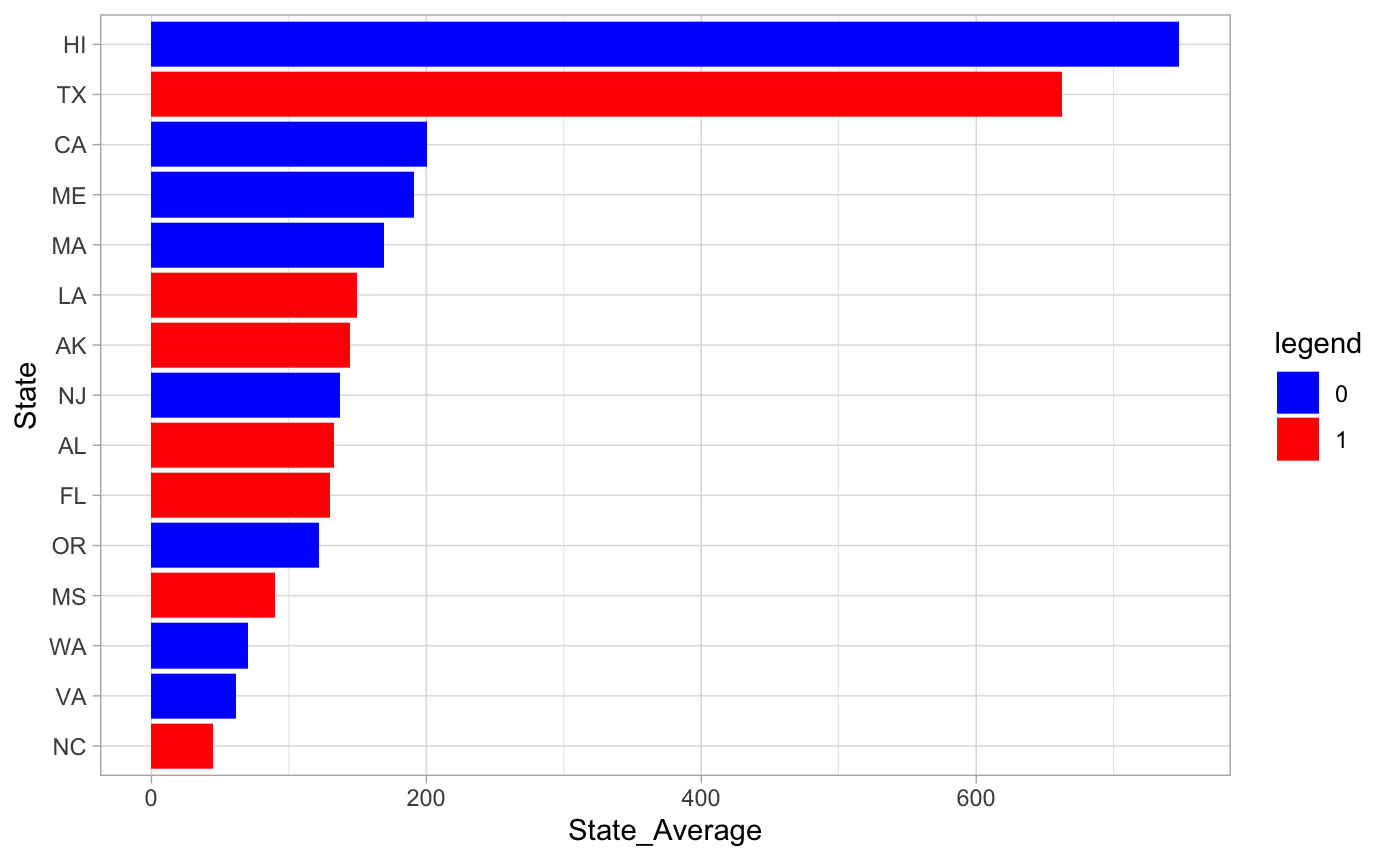 HI
TX
CA
ME
MA
LA
AK
NJ
AL
FL
OR
MS
WA
VA
NC
State
0 200 400 600
State_Average
legend
0
1